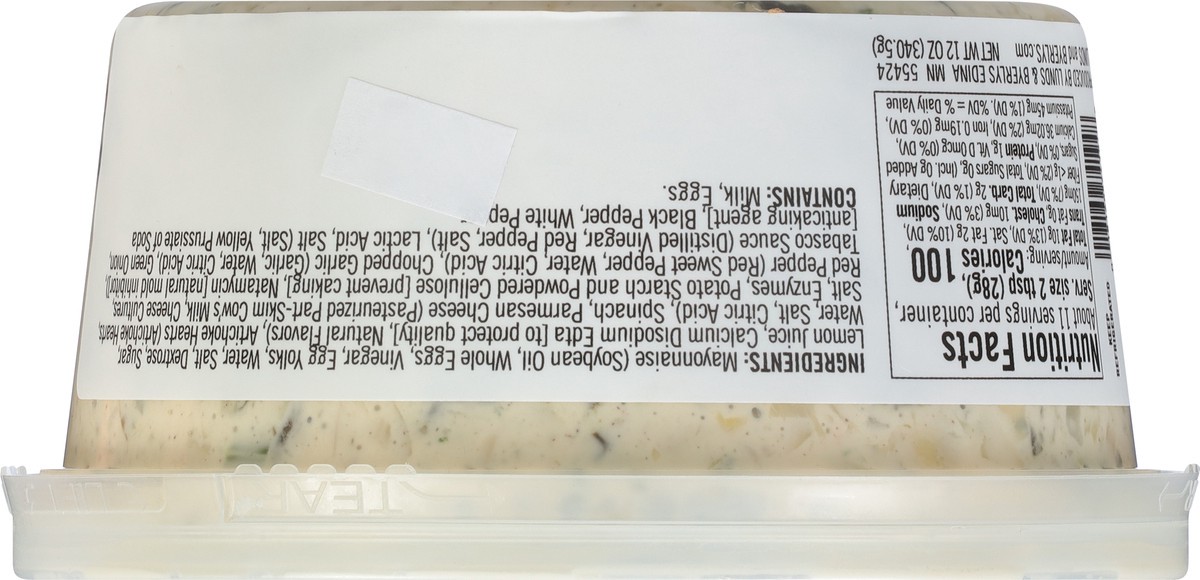 Nutrition Facts
About 11 servings per container,
Serv. size 2 tbsp (28g)
Amount/serving:
Calories 100,
Total Fat 10g (13% DV), Sat. Fat 2g (10% DV),
Trans Fat 0g, Cholest. 10mg (3% DV), Sodium
150mg (7% DV), Total Carb. 2g (1% DV), Dietary
Fiber <1g (2% DV), Total Sugars 0g (Incl. 0g Added
Sugars, 0% DV), Protein 1g, Vit. D 0mcg (0% DV),
Calcium 36.02mg (2% DV), Iron 0.19mg (0% DV),
Potassium 45mg (1% DV). %DV = % Daily Value
BY LUNDS & BYERLYS EDINA MN 55424
and BYERLYS.com NET WT 12 OZ (340.5g)
INGREDIENTS: Mayonnaise (Soybean Oil, Whole Eggs, Vinegar, Egg Yolks, Water, Salt, Dextrose, Sugar,
Lemon Juice, Calcium Disodium Edta [to protect quality], Natural Flavors), Artichoke Hearts (Artichoke Hearts,
Water, Salt, Citric Acid), Spinach, Parmesan Cheese (Pasteurized Part-Skim Cow's Milk, Cheese Cultures,
Salt, Enzymes, Potato Starch and Powdered Cellulose [prevent caking], Natamycin [natural mold inhibitor]),
Red Pepper (Red Sweet Pepper, Water, Citric Acid), Chopped Garlic (Garlic, Water, Citric Acid), Green Onion,
Tabasco Sauce (Distilled Vinegar, Red Pepper, Salt), Lactic Acid, Salt (Salt, Yellow Prussiate of Soda
[anticaking agent], Black Pepper, White Pep
CONTAINS: Milk, Eggs.
TEAR